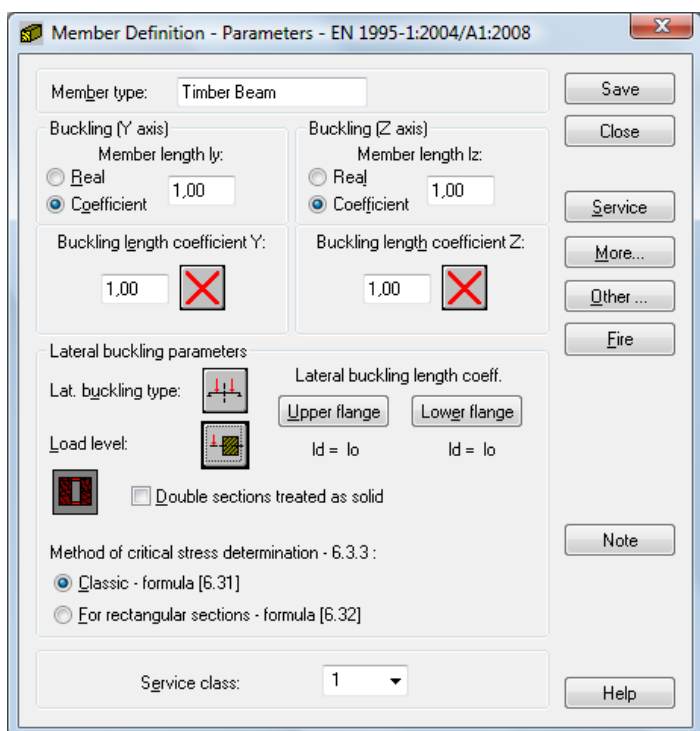 Member Definition - Parameters - EN 1995-1:2004/A1:2008
Member type: Timber Beam
Save
Close
Service
More...
Other ...
Fire
Note
Help
Buckling (Y axis)
Member length ly:
Real
Coefficient
1,00
Buckling (Z axis)
Member length lz:
Real
Coefficient
1,00
Buckling length coefficient Y:
1,00
Buckling length coefficient Z:
1,00
Lateral buckling parameters
Lat. buckling type:
Lateral buckling length coeff.
Upper flange Lower flange
Load level:
ld = lo ld = lo
Double sections treated as solid
Method of critical stress determination - 6.3.3 :
Classic - formula [6.31]
For rectangular sections - formula [6.32]
Service class: 1